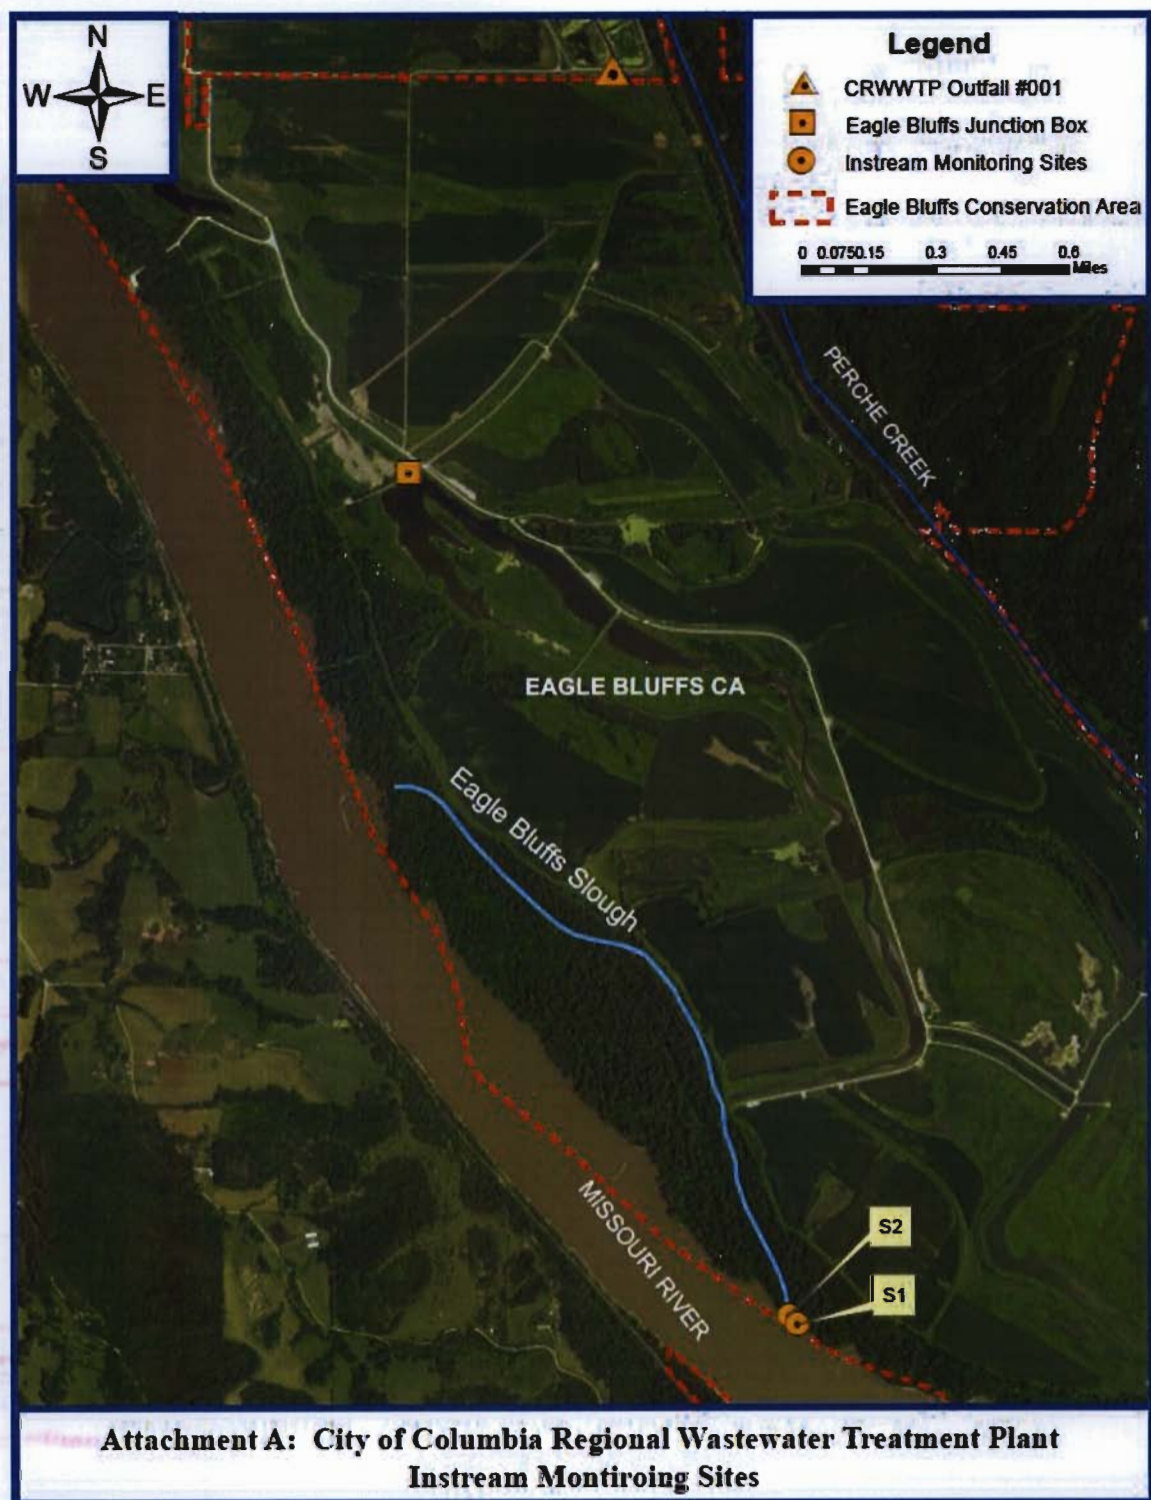 N
W E
S
Legend
CRWWTP Outfall #001
Eagle Bluffs Junction Box
Instream Monitoring Sites
Eagle Bluffs Conservation Area
0 0.0750.15 0.3 0.45 0.6
Miles
PERCHE CREEK
EAGLE BLUFFS CA
Eagle Bluffs Slough
MISSOURI RIVER
S2
S1
Attachment A: City of Columbia Regional Wastewater Treatment Plant
Instream Montiroing Sites